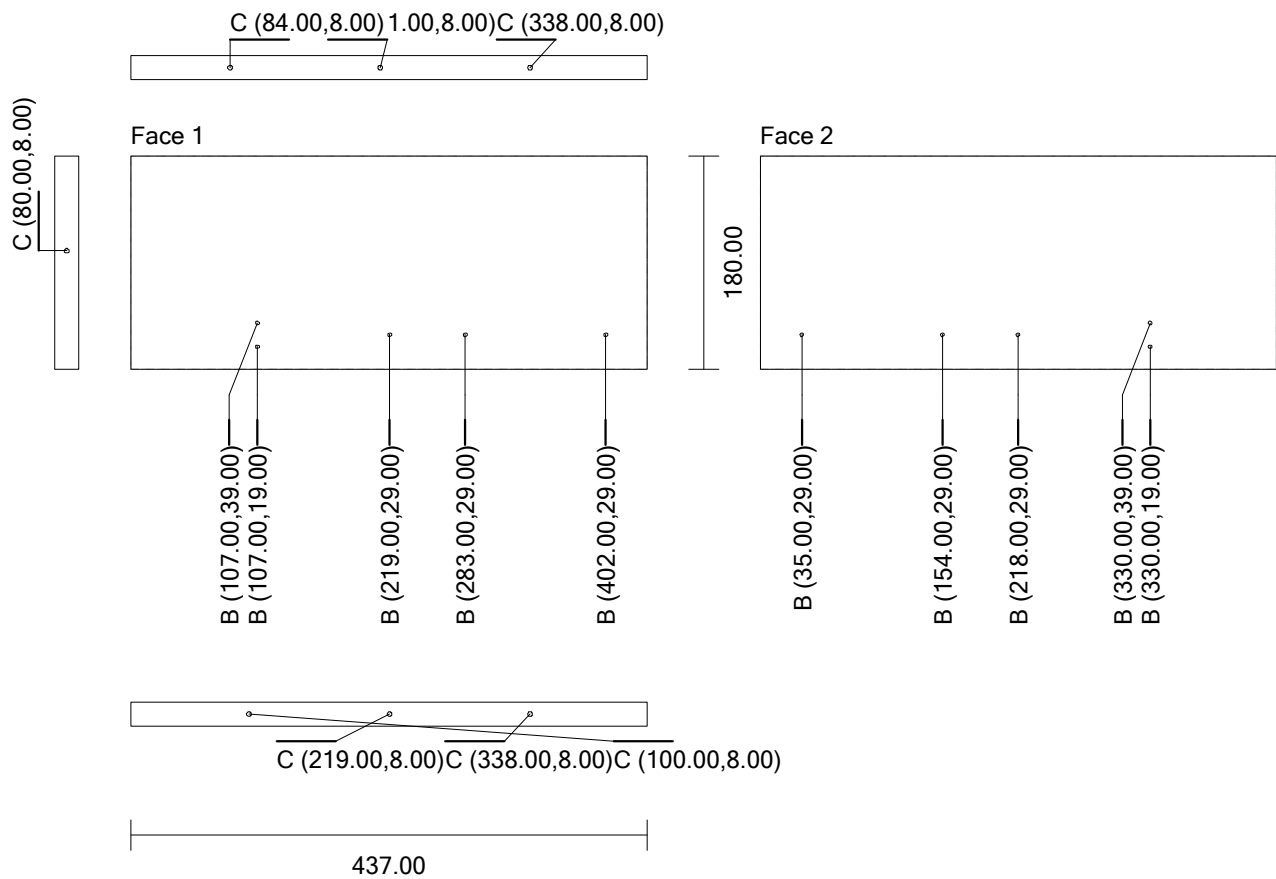 C (84.00,8.00) 1.00,8.00) C (338.00,8.00)
C (80.00,8.00)
Face 1
Face 2
180.00
B (107.00,39.00)
B (107.00,19.00)
B (219.00,29.00)
B (283.00,29.00)
B (402.00,29.00)
B (35.00,29.00)
B (154.00,29.00)
B (218.00,29.00)
B (330.00,39.00)
B (330.00,19.00)
C (219.00,8.00) C (338.00,8.00) C (100.00,8.00)
437.00